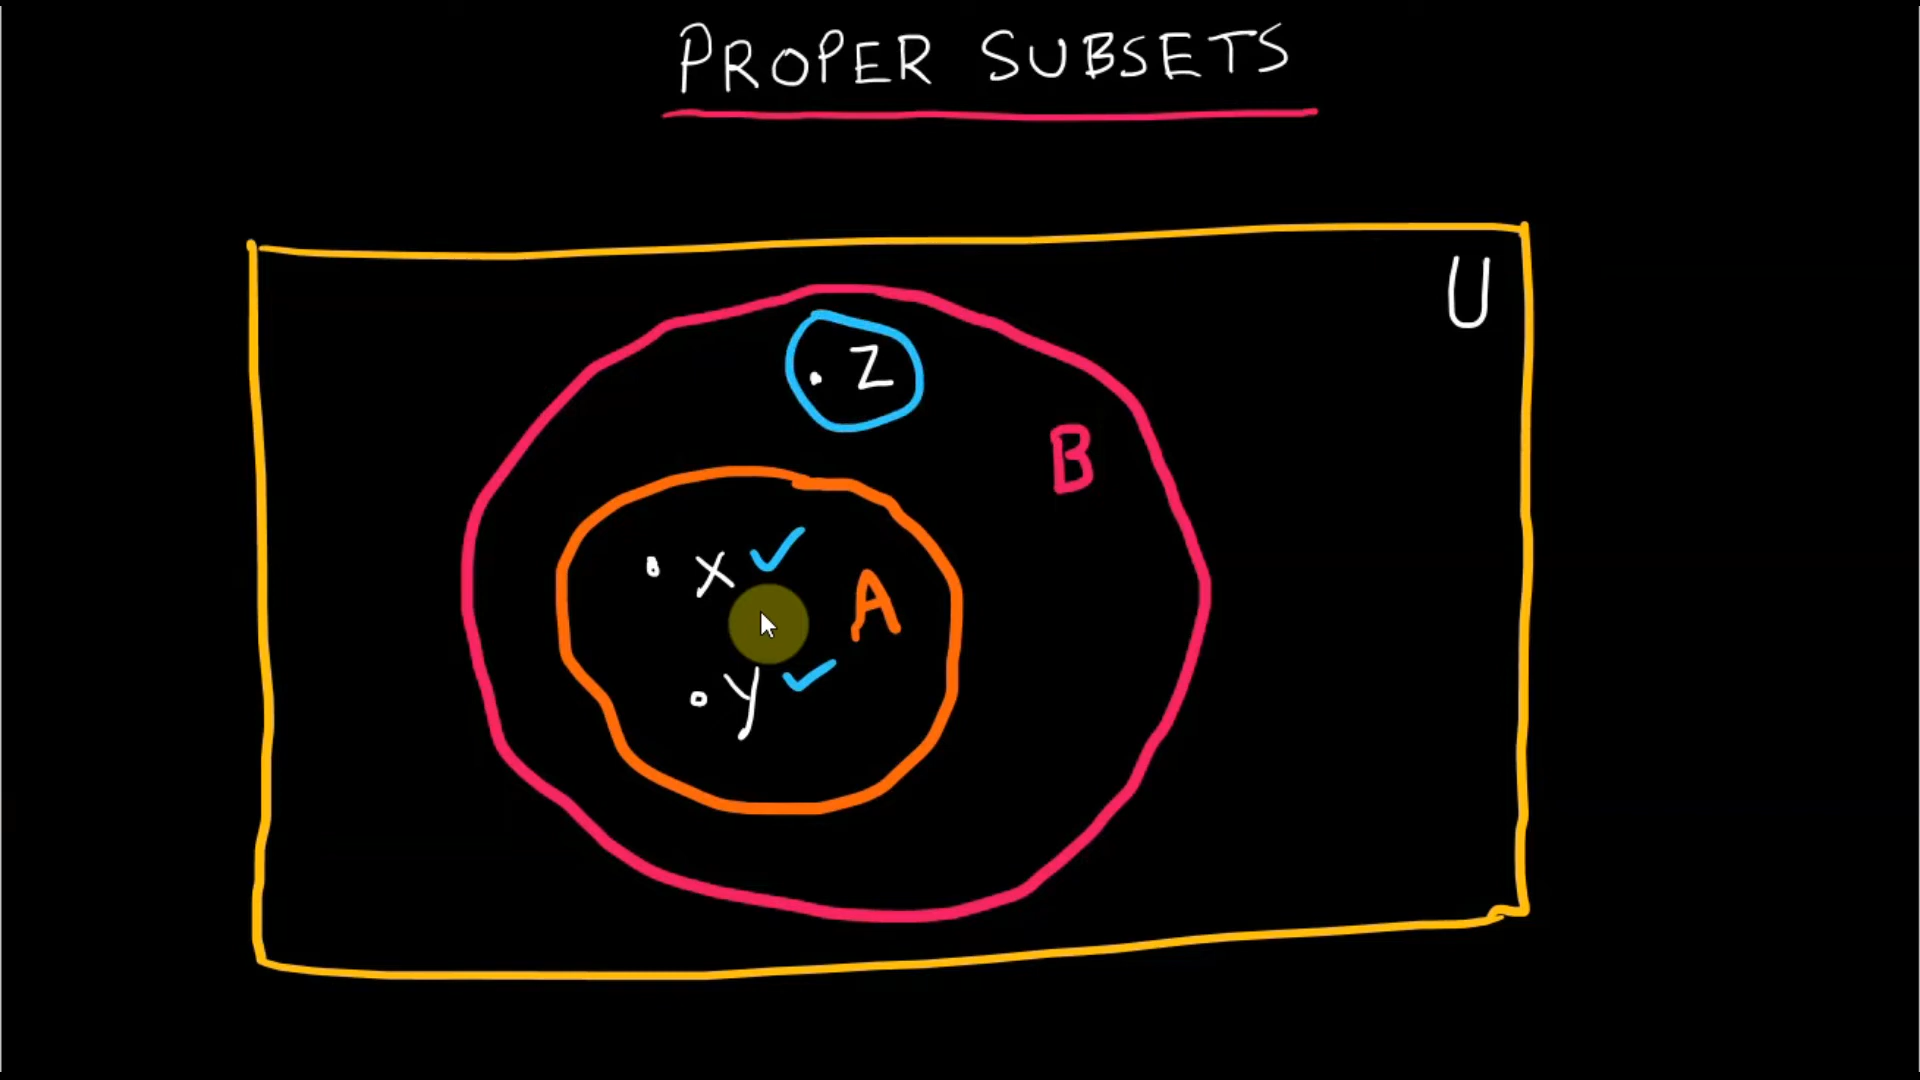 PROPER SUBSETS
U
. Z
B
. x ✓
A
. y ✓